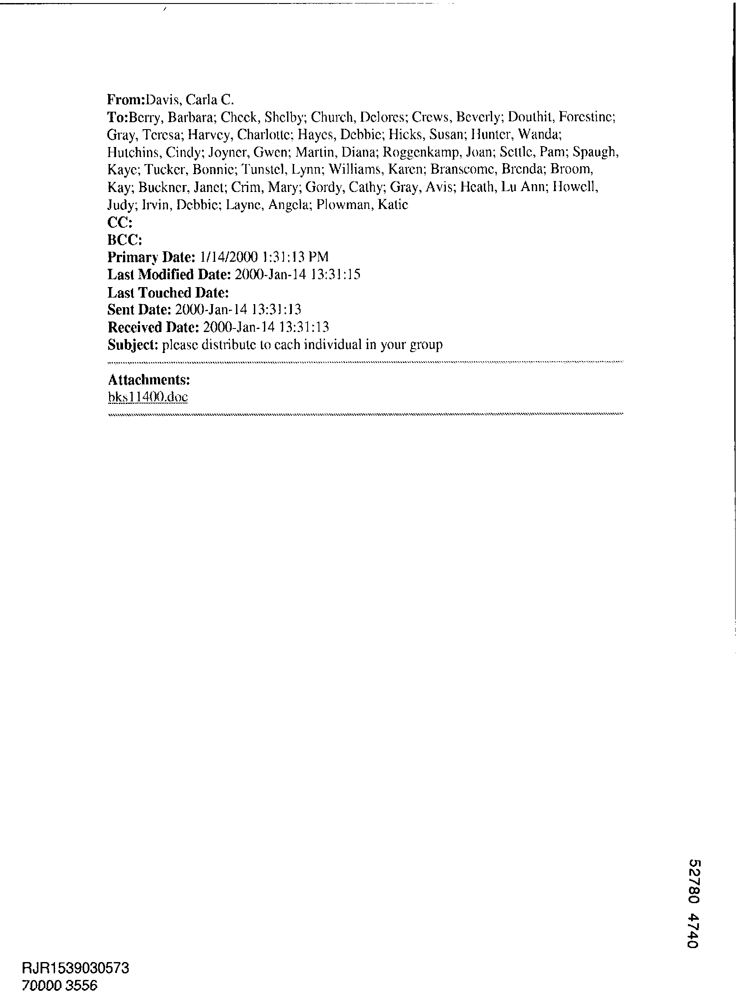 From:Davis, Carla C.
To:Berry, Barbara; Cheek, Shelby; Church, Delores; Crews, Beverly; Douthit, Forestine;
Gray, Teresa; Harvey, Charlotte; Hayes, Debbie; Hicks, Susan; Hunter, Wanda;
Hutchins, Cindy; Joyner, Gwen; Martin, Diana; Roggenkamp, Joan; Settle, Pam; Spaugh,
Kaye; Tucker, Bonnie; Tunstel, Lynn; Williams, Karen; Branscome, Brenda; Broom,
Kay; Buckner, Janet; Crim, Mary; Gordy, Cathy; Gray, Avis; Heath, Lu Ann; Howell,
Judy; Irvin, Debbie; Layne, Angela; Plowman, Katie
CC:
BCC:
Primary Date: 1/14/2000 1:31:13 PM
Last Modified Date: 2000-Jan-14 13:31:15
Last Touched Date:
Sent Date: 2000-Jan-14 13:31:13
Received Date: 2000-Jan-14 13:31:13
Subject: please distribute to each individual in your group
Attachments:
bks11400.doc
52780 4740
RJR1539030573
70000 3556